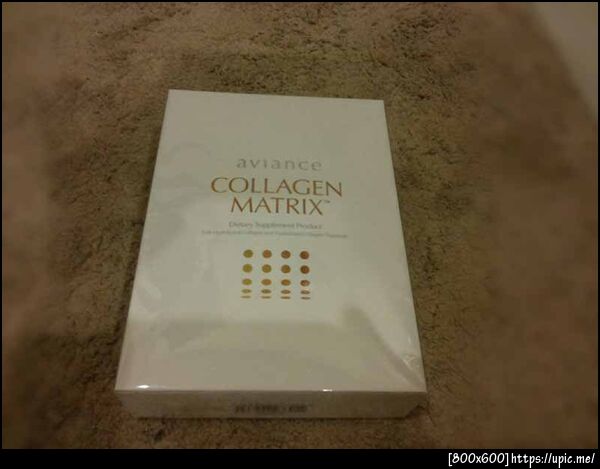 aviance
COLLAGEN
MATRIX™
Dietary Supplement Product
[800x600]https://upic.me/